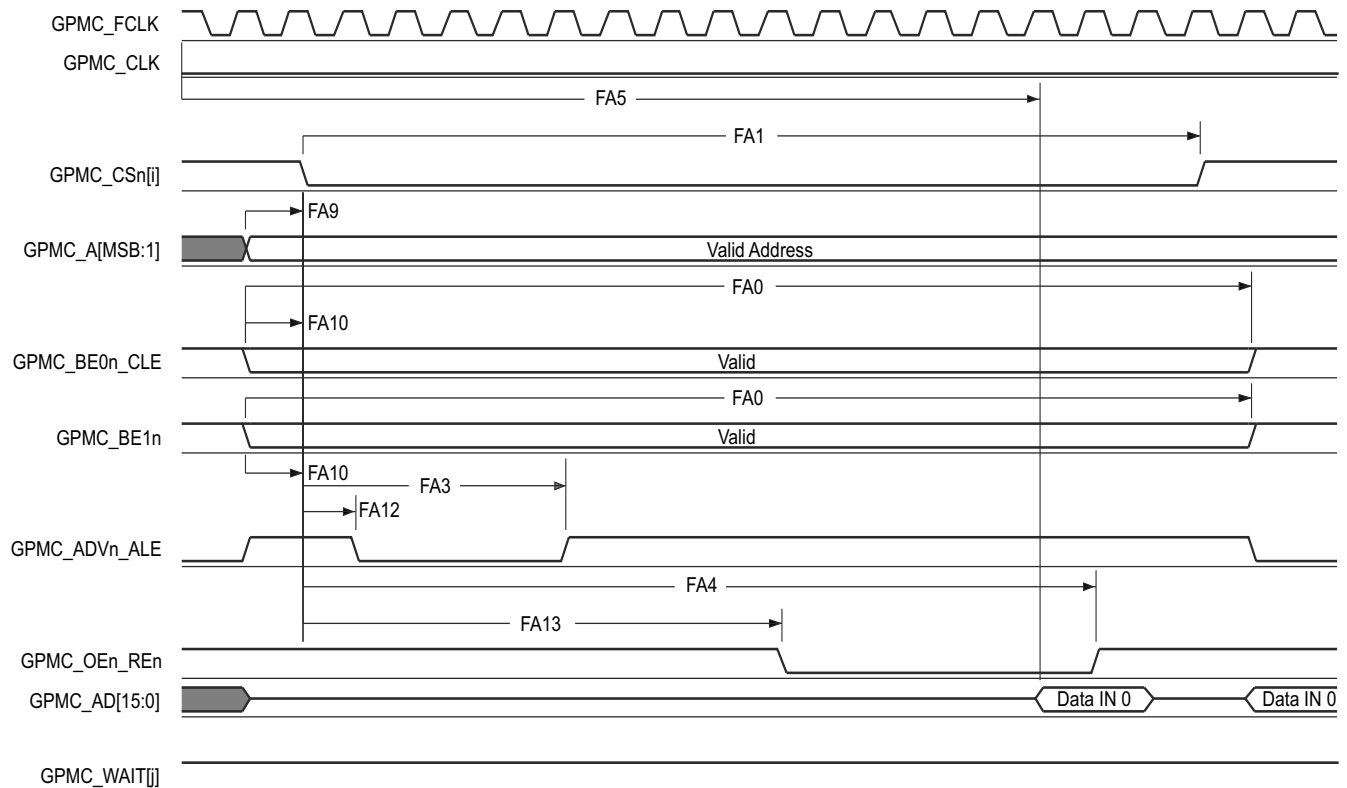 GPMC_FCLK
GPMC_CLK
FA5
FA1
GPMC_CSn[i]
FA9
GPMC_A[MSB:1]
Valid Address
FA0
FA10
GPMC_BE0n_CLE
Valid
FA0
GPMC_BE1n
Valid
FA10
FA3
FA12
GPMC_ADVn_ALE
FA4
FA13
GPMC_OEn_REn
GPMC_AD[15:0]
Data IN 0
Data IN 0
GPMC_WAIT[j]